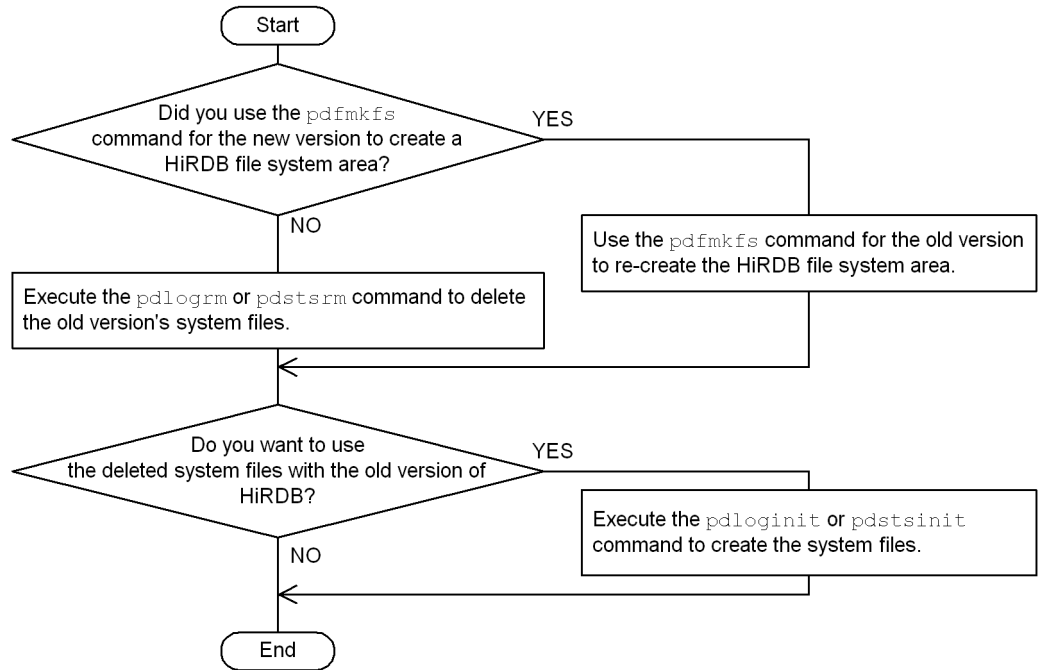 Start
Did you use the pdfmkfs
command for the new version to create a
HiRDB file system area?
YES
NO
Use the pdfmkfs command for the old version
to re-create the HiRDB file system area.
Execute the pdlogrm or pdstsrm command to delete
the old version's system files.
Do you want to use
the deleted system files with the old version of
HiRDB?
YES
NO
Execute the pdloginit or pdstsinit
command to create the system files.
End